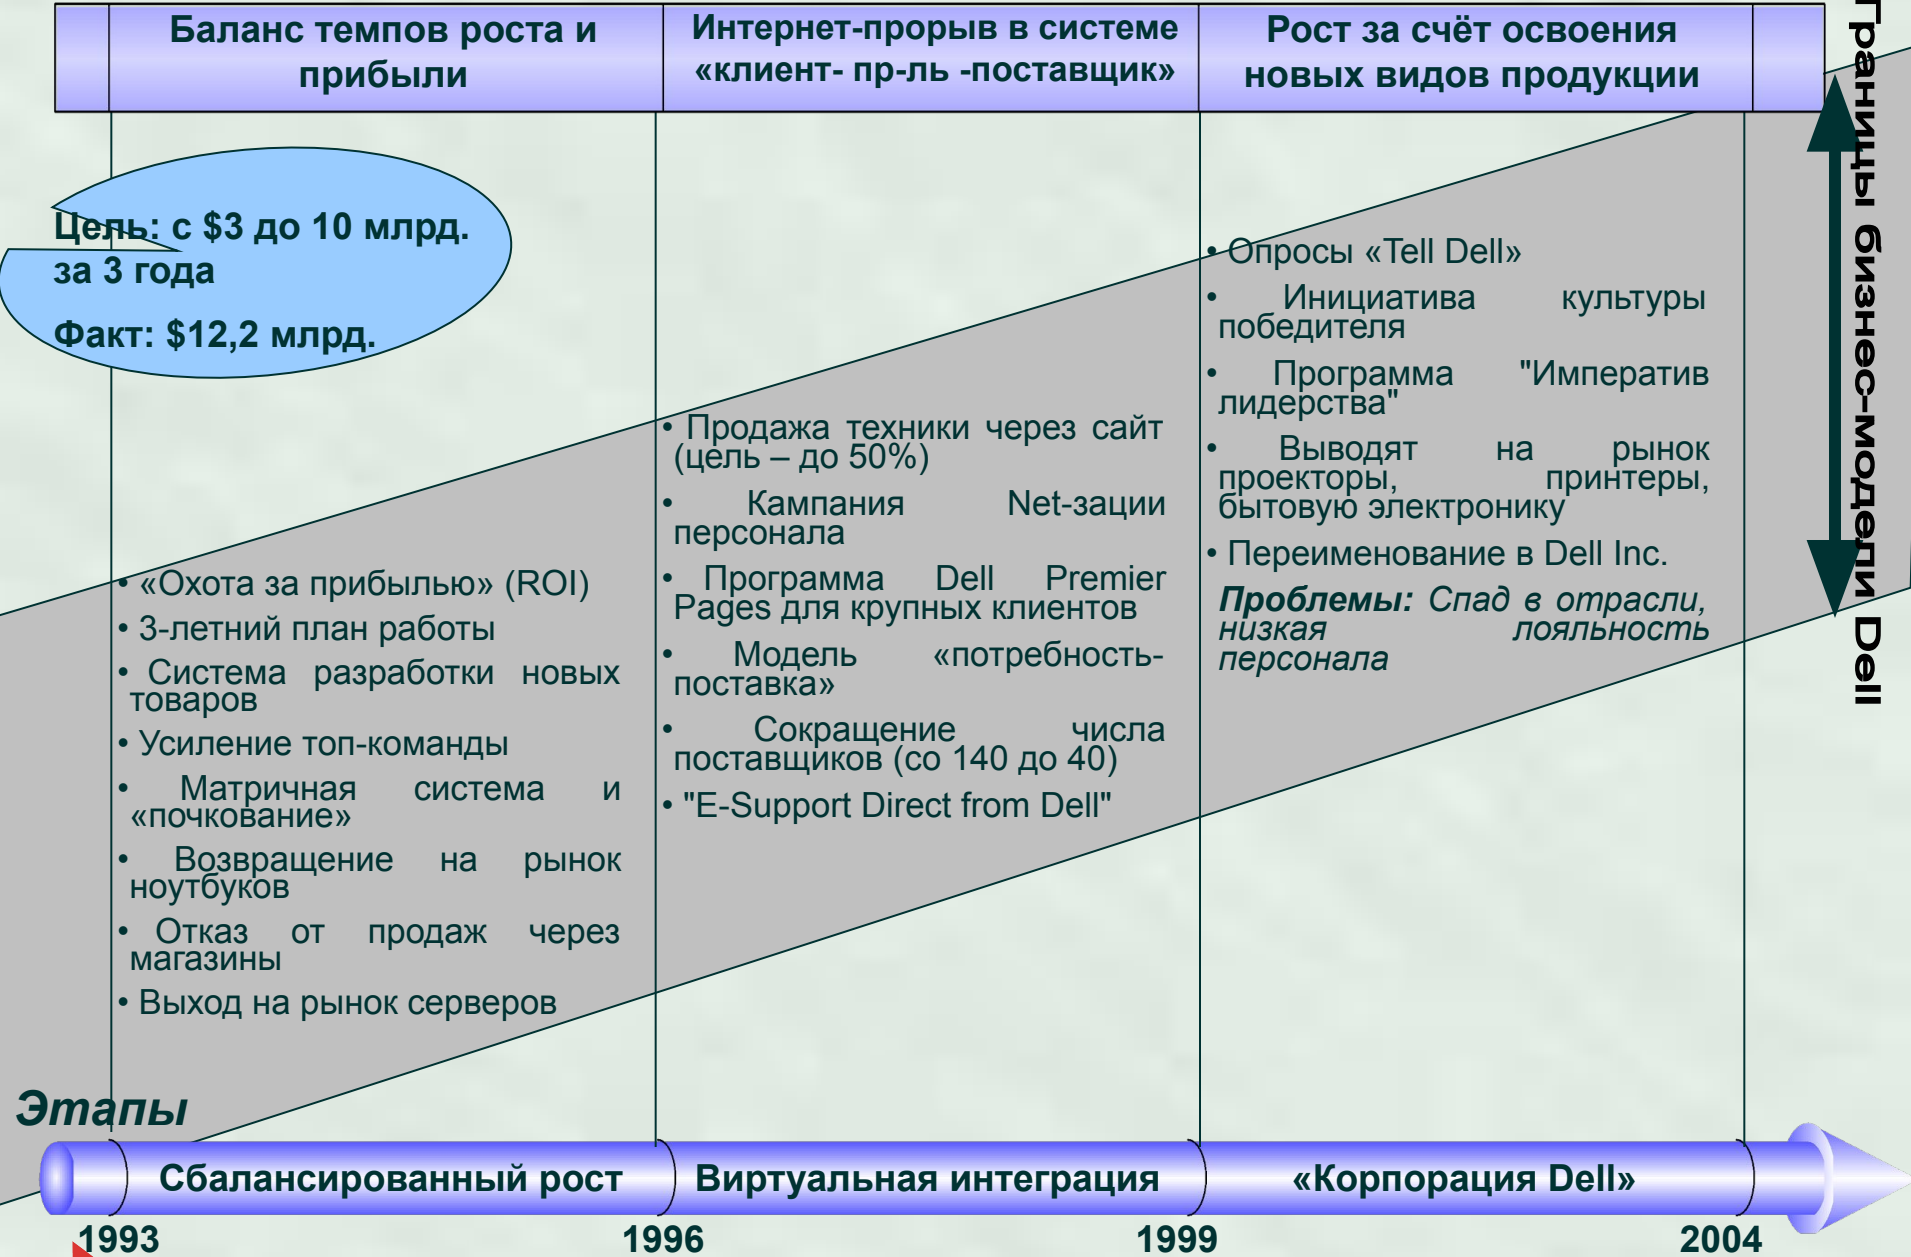 Баланс темпов роста и
прибыли
Интернет-прорыв в системе
«клиент- пр-ль -поставщик»
Рост за счёт освоения
новых видов продукции
Границы бизнес-модели Dell
Цель: с $3 до 10 млрд.
за 3 года
Факт: $12,2 млрд.
• «Охота за прибылью» (ROI)
• 3-летний план работы
• Система разработки новых
товаров
• Усиление топ-команды
• Матричная система и
«почкование»
• Возвращение на рынок
ноутбуков
• Отказ от продаж через
магазины
• Выход на рынок серверов
• Продажа техники через сайт
(цель – до 50%)
• Кампания Net-зации
персонала
• Программа Dell Premier
Pages для крупных клиентов
• Модель «потребность-
поставка»
• Сокращение числа
поставщиков (со 140 до 40)
• "E-Support Direct from Dell"
• Опросы «Tell Dell»
• Инициатива культуры
победителя
• Программа "Императив
лидерства"
• Выводят на рынок
проекторы, принтеры,
бытовую электронику
• Переименование в Dell Inc.
Проблемы: Спад в отрасли,
низкая лояльность
персонала
Этапы
Сбалансированный рост
Виртуальная интеграция
«Корпорация Dell»
1993
1996
1999
2004